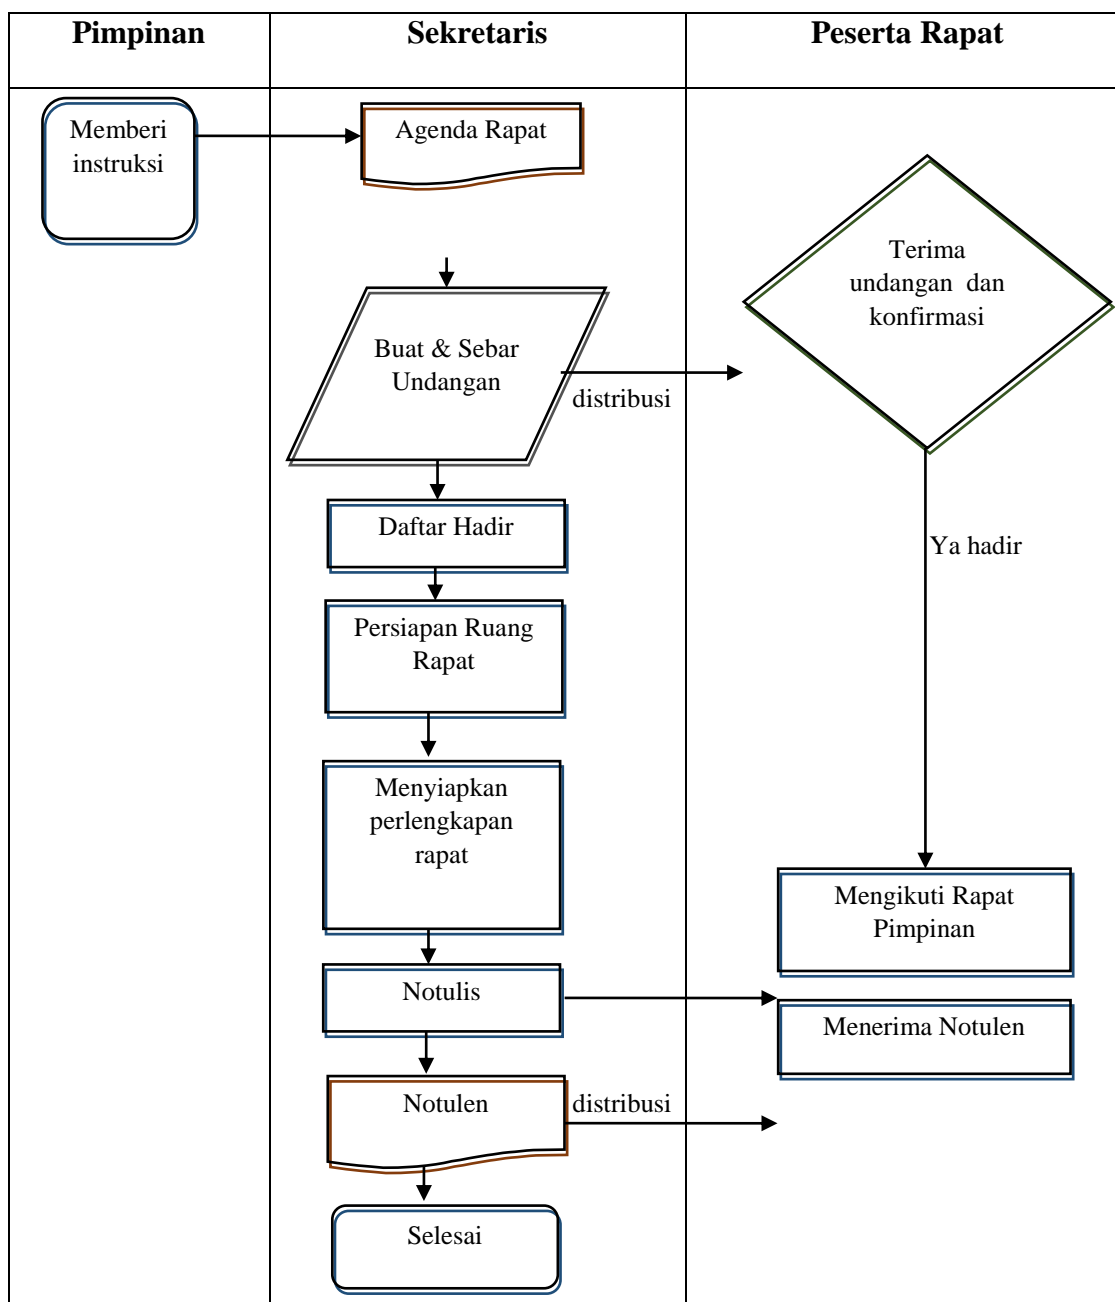 Pimpinan
Sekretaris
Peserta Rapat
Memberi
instruksi
Agenda Rapat
Terima
undangan dan
konfirmasi
Buat & Sebar
Undangan
distribusi
Daftar Hadir
Ya hadir
Persiapan Ruang
Rapat
Menyiapkan
perlengkapan
rapat
Mengikuti Rapat
Pimpinan
Notulis
Menerima Notulen
Notulen
distribusi
Selesai